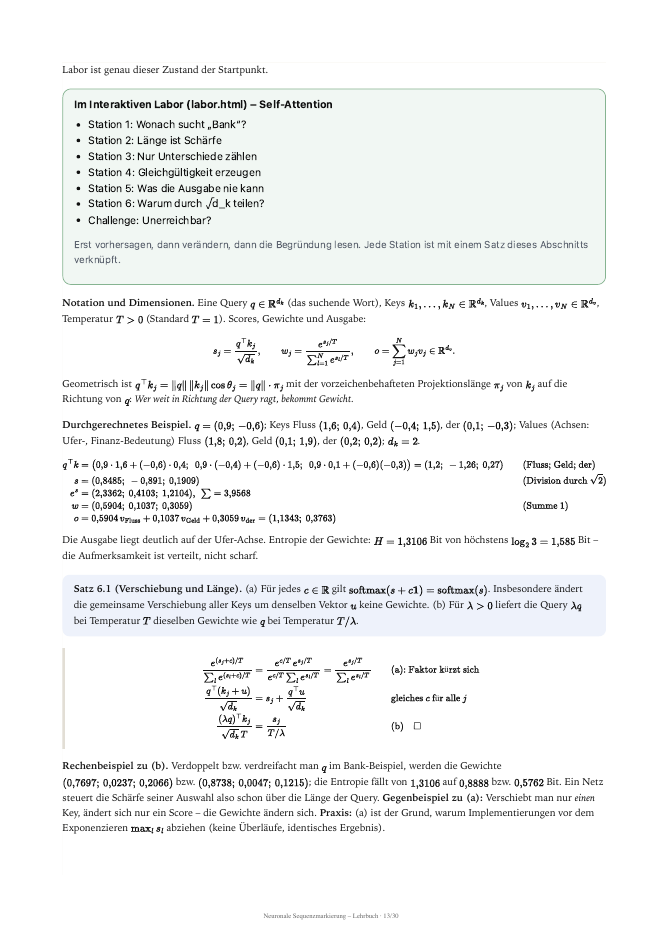 Labor ist genau dieser Zustand der Startpunkt.
Im Interaktiven Labor (labor.html) – Self-Attention
• Station 1: Wonach sucht „Bank“?
• Station 2: Länge ist Schärfe
• Station 3: Nur Unterschiede zählen
• Station 4: Gleichgültigkeit erzeugen
• Station 5: Was die Ausgabe nie kann
• Station 6: Warum durch √d_k teilen?
• Challenge: Unerreichbar?
Erst vorhersagen, dann verändern, dann die Begründung lesen. Jede Station ist mit einem Satz dieses Abschnitts
verknüpft.
Notation und Dimensionen. Eine Query q ∈ ℝ^{d_k} (das suchende Wort), Keys k_1, …, k_N ∈ ℝ^{d_k}, Values v_1, …, v_N ∈ ℝ^{d_v},
Temperatur T > 0 (Standard T = 1). Scores, Gewichte und Ausgabe:
s_j = q^⊤k_j / √d_k,  w_j = e^{s_j/T} / ∑_{l=1}^{N} e^{s_l/T},  o = ∑_{j=1}^{N} w_j v_j ∈ ℝ^{d_v}.
Geometrisch ist q^⊤k_j = ‖q‖ ‖k_j‖ cos θ_j = ‖q‖ · π_j mit der vorzeichenbehafteten Projektionslänge π_j von k_j auf die
Richtung von q: Wer weit in Richtung der Query ragt, bekommt Gewicht.
Durchgerechnetes Beispiel. q = (0,9; −0,6); Keys Fluss (1,6; 0,4), Geld (−0,4; 1,5), der (0,1; −0,3); Values (Achsen:
Ufer-, Finanz-Bedeutung) Fluss (1,8; 0,2), Geld (0,1; 1,9), der (0,2; 0,2); d_k = 2.
q^⊤k = (0,9 · 1,6 + (−0,6) · 0,4; 0,9 · (−0,4) + (−0,6) · 1,5; 0,9 · 0,1 + (−0,6)(−0,3)) = (1,2; −1,26; 0,27) (Fluss; Geld; der)
s = (0,8485; −0,891; 0,1909) (Division durch √2)
e^s = (2,3362; 0,4103; 1,2104), ∑ = 3,9568
w = (0,5904; 0,1037; 0,3059) (Summe 1)
o = 0,5904 v_Fluss + 0,1037 v_Geld + 0,3059 v_der = (1,1343; 0,3763)
Die Ausgabe liegt deutlich auf der Ufer-Achse. Entropie der Gewichte: H = 1,3106 Bit von höchstens log_2 3 = 1,585 Bit –
die Aufmerksamkeit ist verteilt, nicht scharf.
Satz 6.1 (Verschiebung und Länge). (a) Für jedes c ∈ ℝ gilt softmax(s + c1) = softmax(s). Insbesondere ändert
die gemeinsame Verschiebung aller Keys um denselben Vektor u keine Gewichte. (b) Für λ > 0 liefert die Query λq
bei Temperatur T dieselben Gewichte wie q bei Temperatur T/λ.
e^{(s_j+c)/T} / ∑_l e^{(s_l+c)/T} = e^{c/T} e^{s_j/T} / e^{c/T} ∑_l e^{s_l/T} = e^{s_j/T} / ∑_l e^{s_l/T} (a): Faktor kürzt sich
q^⊤(k_j + u) / √d_k = s_j + q^⊤u / √d_k gleiches c für alle j
(λq)^⊤k_j / √d_k T = s_j / T/λ (b) □
Rechenbeispiel zu (b). Verdoppelt bzw. verdreifacht man q im Bank-Beispiel, werden die Gewichte
(0,7697; 0,0237; 0,2066) bzw. (0,8738; 0,0047; 0,1215); die Entropie fällt von 1,3106 auf 0,8888 bzw. 0,5762 Bit. Ein Netz
steuert die Schärfe seiner Auswahl also schon über die Länge der Query. Gegenbeispiel zu (a): Verschiebt man nur einen
Key, ändert sich nur ein Score – die Gewichte ändern sich. Praxis: (a) ist der Grund, warum Implementierungen vor dem
Exponenzieren max_l s_l abziehen (keine Überläufe, identisches Ergebnis).
Neuronale Sequenzmarkierung – Lehrbuch · 13/30